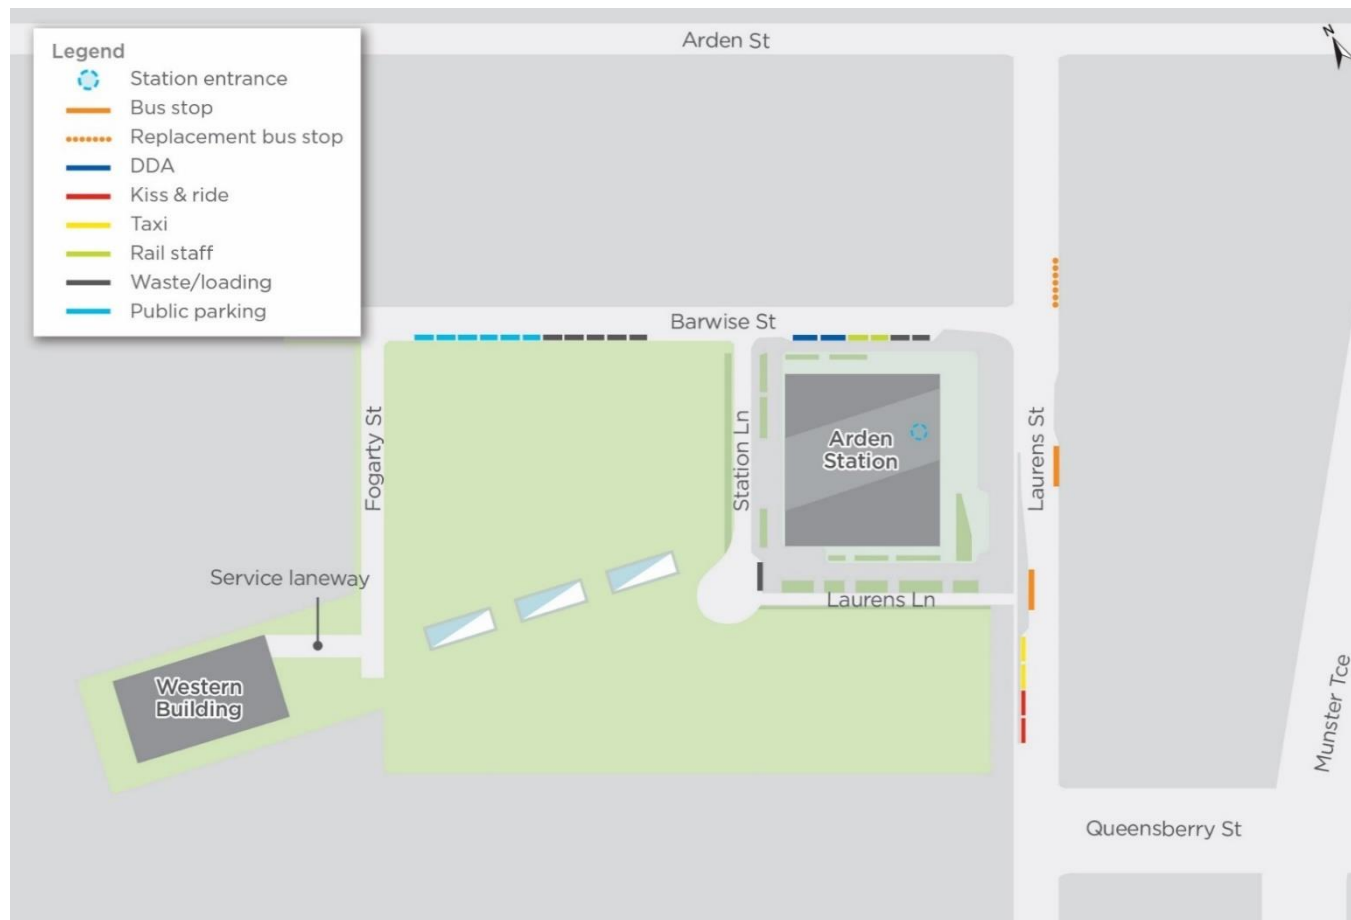 Arden St
N
Legend
Station entrance
Bus stop
Replacement bus stop
DDA
Kiss & ride
Taxi
Rail staff
Waste/loading
Public parking
Barwise St
Fogarty St
Station Ln
Arden
Station
Laurens St
Service laneway
Laurens Ln
Western
Building
Munster Tce
Queensberry St